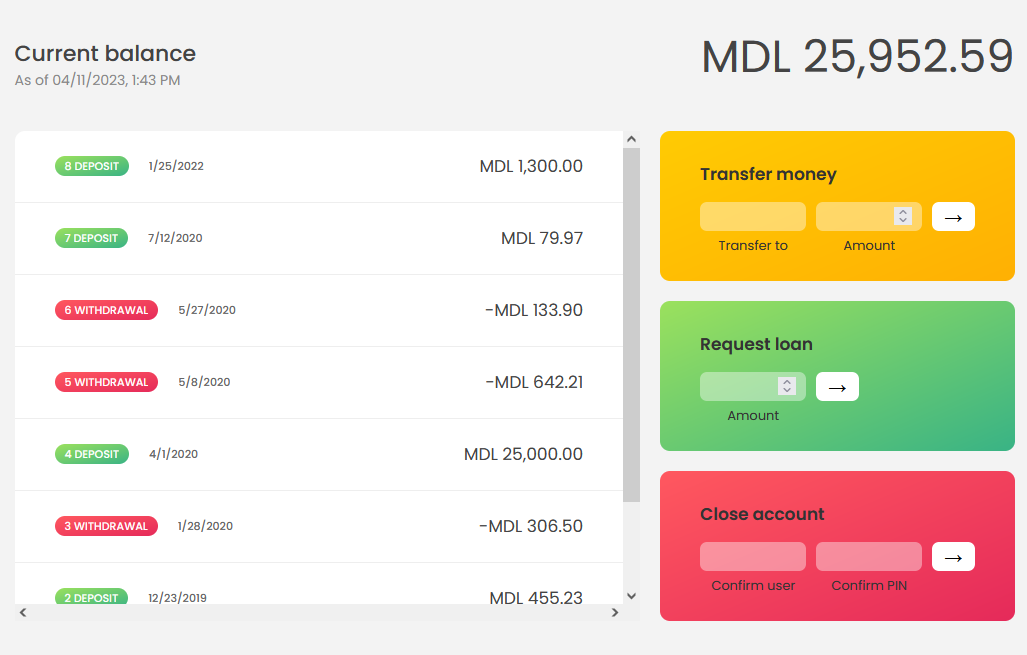 Current balance
As of 04/11/2023, 1:43 PM
MDL 25,952.59
8 DEPOSIT 1/25/2022 MDL 1,300.00
7 DEPOSIT 7/12/2020 MDL 79.97
6 WITHDRAWAL 5/27/2020 -MDL 133.90
5 WITHDRAWAL 5/8/2020 -MDL 642.21
4 DEPOSIT 4/1/2020 MDL 25,000.00
3 WITHDRAWAL 1/28/2020 -MDL 306.50
2 DEPOSIT 12/23/2019 MDL 455.23
Transfer money
→
Transfer to Amount
Request loan
→
Amount
Close account
→
Confirm user Confirm PIN